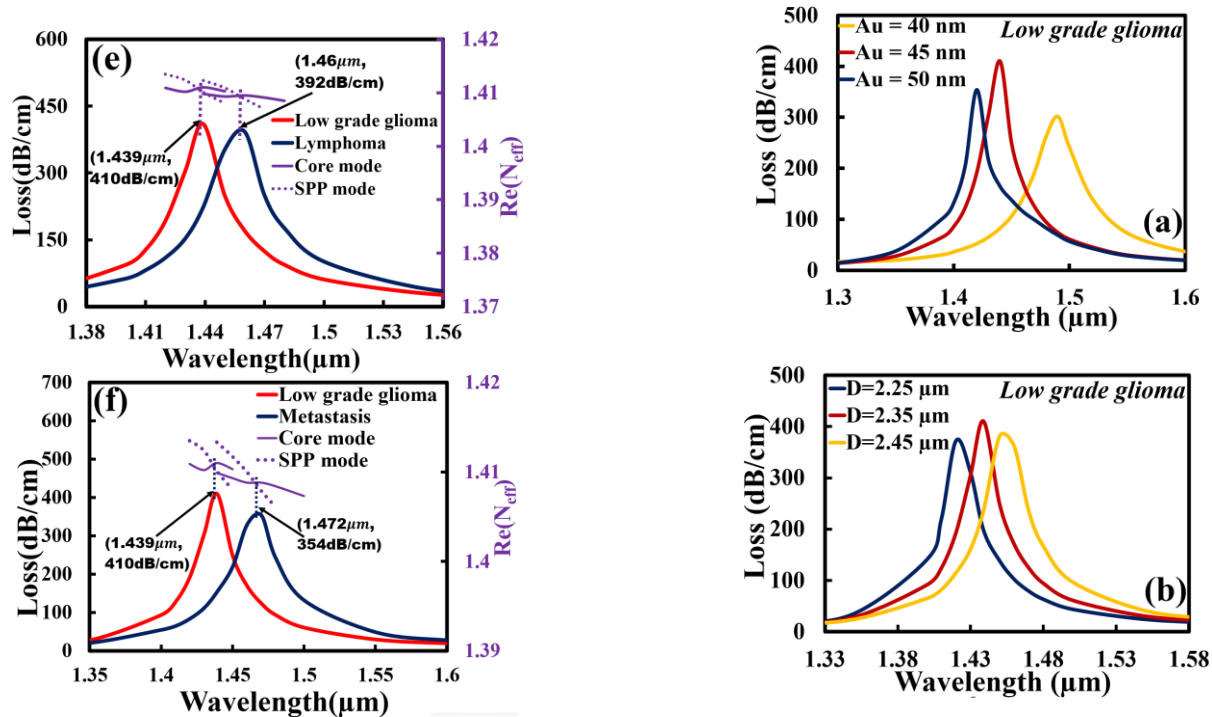 (e)
600
450
300
150
0
Loss(dB/cm)
1.42
1.41
1.4
1.39
1.38
1.37
Re(Neff)
(1.46μm,
392dB/cm)
(1.439μm,
410dB/cm)
Low grade glioma
Lymphoma
Core mode
SPP mode
1.38 1.41 1.44 1.47 1.5 1.53 1.56
Wavelength(μm)
(f)
700
600
500
400
300
200
100
0
Loss(dB/cm)
1.42
1.41
1.4
1.39
Re(Neff)
Low grade glioma
Metastasis
Core mode
SPP mode
(1.439μm,
410dB/cm)
(1.472μm,
354dB/cm)
1.35 1.4 1.45 1.5 1.55 1.6
Wavelength(μm)
500
400
300
200
100
0
Loss (dB/cm)
Au = 40 nm
Au = 45 nm
Au = 50 nm
Low grade glioma
(a)
1.3 1.4 1.5 1.6
Wavelength (μm)
500
400
300
200
100
0
Loss (dB/cm)
D=2.25 μm
D=2.35 μm
D=2.45 μm
Low grade glioma
(b)
1.33 1.38 1.43 1.48 1.53 1.58
Wavelength (μm)